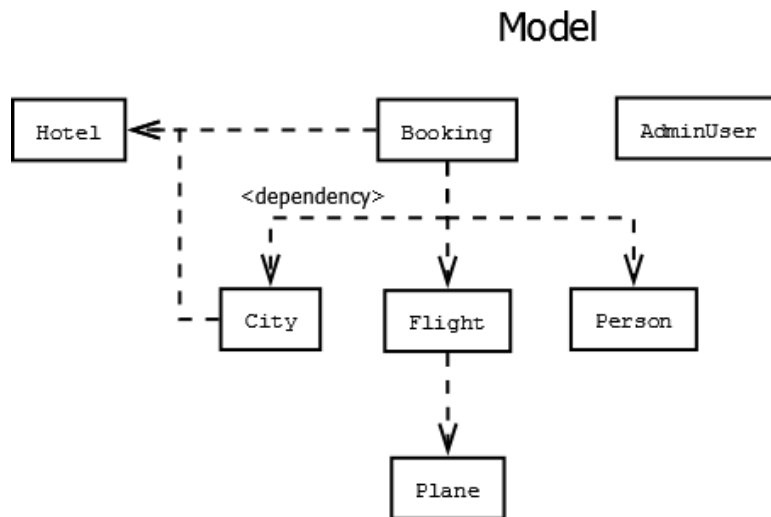 Model
Hotel
Booking
AdminUser
<dependency>
City
Flight
Person
Plane